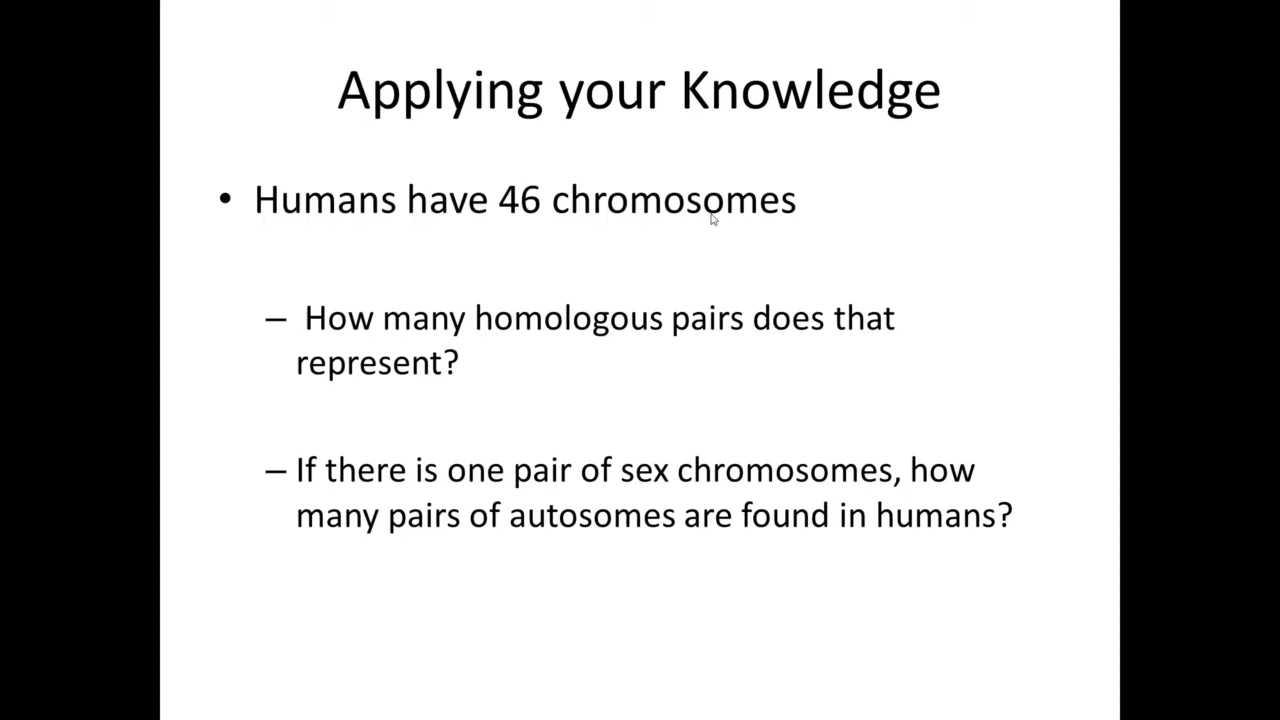 Applying your Knowledge
• Humans have 46 chromosomes
– How many homologous pairs does that
represent?
– If there is one pair of sex chromosomes, how
many pairs of autosomes are found in humans?